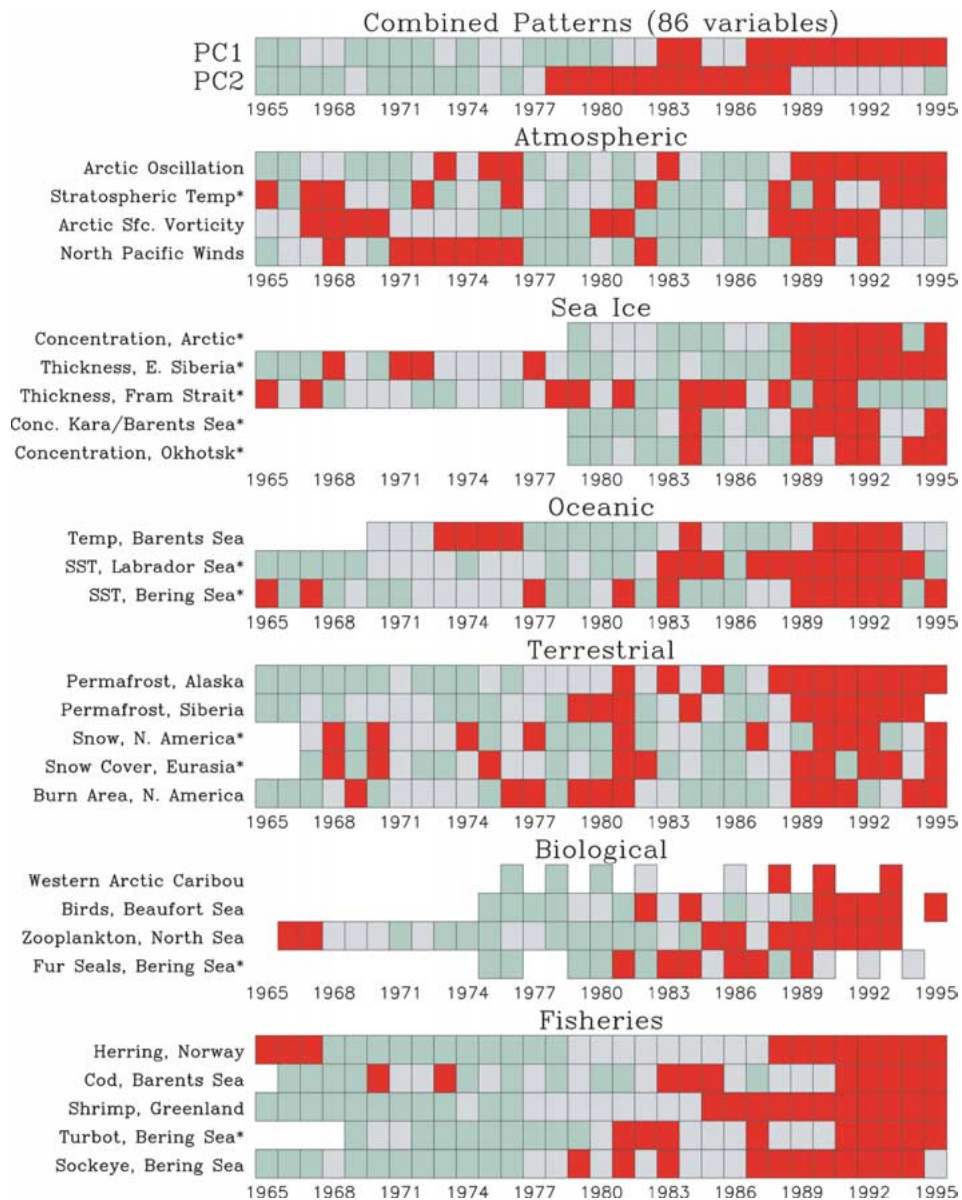 Combined Patterns (86 variables)
PC1
PC2
1965 1968 1971 1974 1977 1980 1983 1986 1989 1992 1995
Atmospheric
Arctic Oscillation
Stratospheric Temp*
Arctic Sfc. Vorticity
North Pacific Winds
1965 1968 1971 1974 1977 1980 1983 1986 1989 1992 1995
Sea Ice
Concentration, Arctic*
Thickness, E. Siberia*
Thickness, Fram Strait*
Conc. Kara/Barents Sea*
Concentration, Okhotsk*
1965 1968 1971 1974 1977 1980 1983 1986 1989 1992 1995
Oceanic
Temp, Barents Sea
SST, Labrador Sea*
SST, Bering Sea*
1965 1968 1971 1974 1977 1980 1983 1986 1989 1992 1995
Terrestrial
Permafrost, Alaska
Permafrost, Siberia
Snow, N. America*
Snow Cover, Eurasia*
Burn Area, N. America
1965 1968 1971 1974 1977 1980 1983 1986 1989 1992 1995
Biological
Western Arctic Caribou
Birds, Beaufort Sea
Zooplankton, North Sea
Fur Seals, Bering Sea*
1965 1968 1971 1974 1977 1980 1983 1986 1989 1992 1995
Fisheries
Herring, Norway
Cod, Barents Sea
Shrimp, Greenland
Turbot, Bering Sea*
Sockeye, Bering Sea
1965 1968 1971 1974 1977 1980 1983 1986 1989 1992 1995